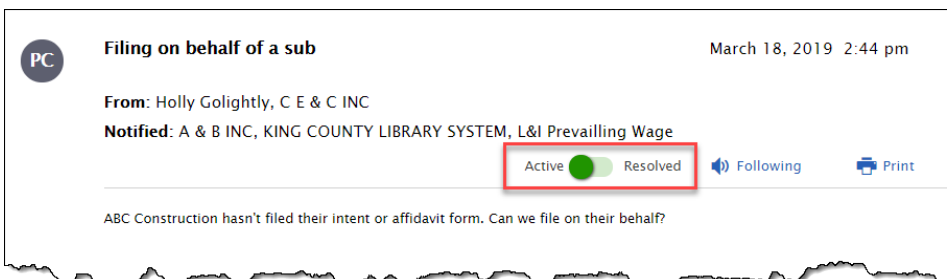 PC
Filing on behalf of a sub
March 18, 2019 2:44 pm
From: Holly Golightly, C E & C INC
Notified: A & B INC, KING COUNTY LIBRARY SYSTEM, L&I Prevailling Wage
Active Resolved Following Print
ABC Construction hasn't filed their intent or affidavit form. Can we file on their behalf?